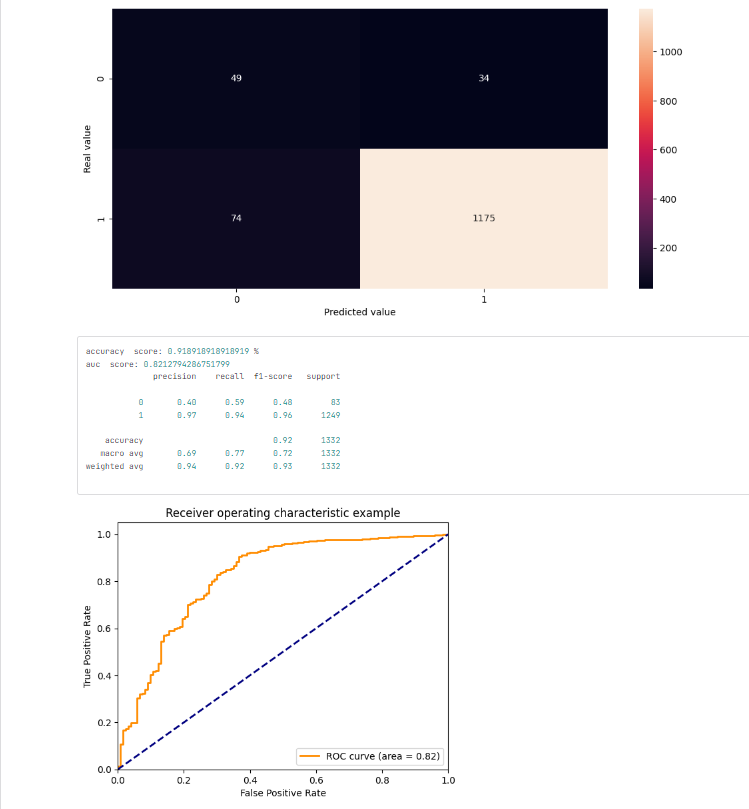 49 34
1000
800
600
400
200
0
Real value
74 1175
1
0 1
Predicted value
accuracy  score: 0.918918918918919 %
auc  score: 0.8212794286751799
precision recall f1-score support
0 0.40 0.59 0.48 83
1 0.97 0.94 0.96 1249
accuracy 0.92 1332
macro avg 0.69 0.77 0.72 1332
weighted avg 0.94 0.92 0.93 1332
Receiver operating characteristic example
1.0
0.8
0.6
0.4
0.2
0.0
True Positive Rate
ROC curve (area = 0.82)
0.0 0.2 0.4 0.6 0.8 1.0
False Positive Rate